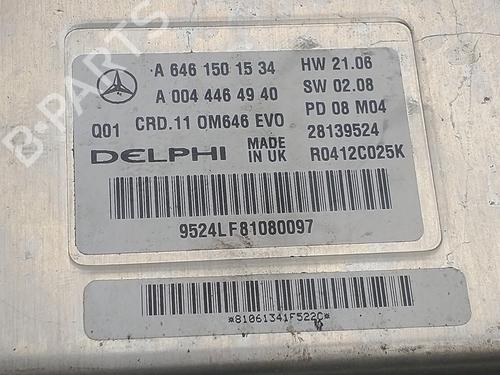 A 646 150 15 34 HW 21.06
A 004 446 49 40 SW 02.08
Q01 CRD.11 OM646 EVO PD 08 M04
DELPHI MADE IN UK 28139524
R0412C025K
9524LF81080097
*81061341F522C*
B-PARTS